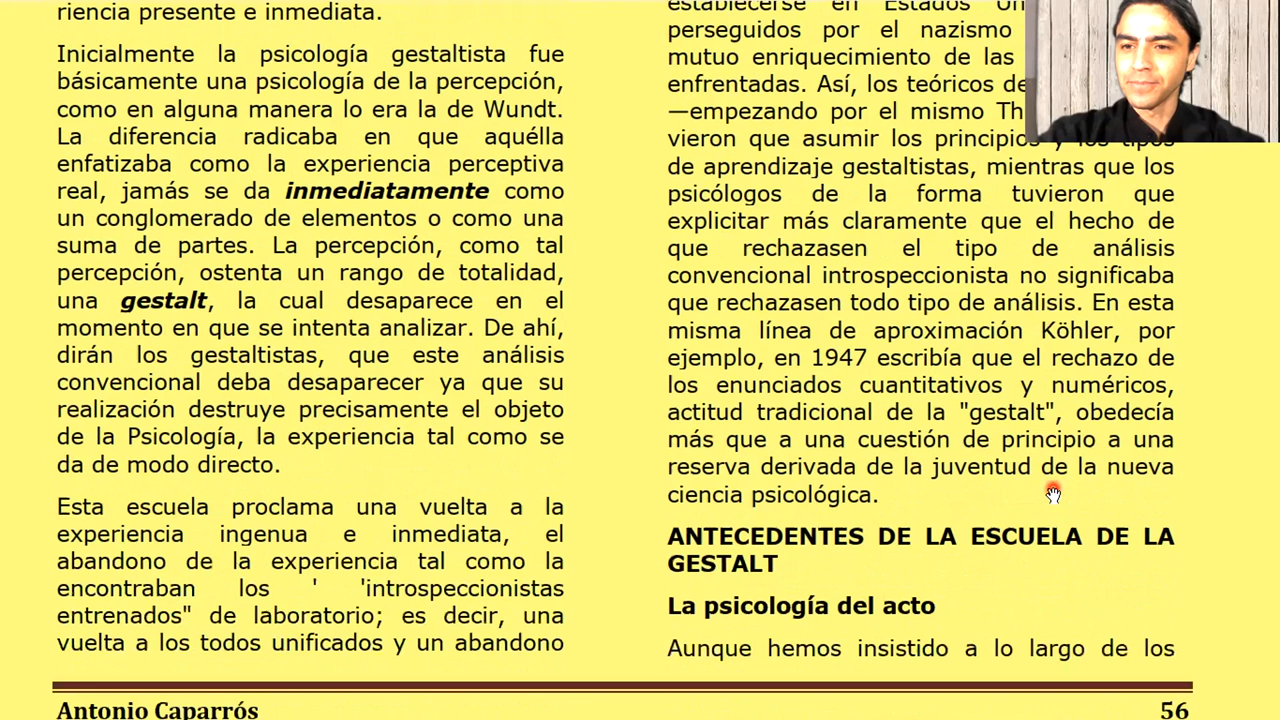 riencia presente e inmediata.
Inicialmente la psicología gestaltista fue
básicamente una psicología de la percepción,
como en alguna manera lo era la de Wundt.
La diferencia radicaba en que aquélla
enfatizaba como la experiencia perceptiva
real, jamás se da inmediatamente como
un conglomerado de elementos o como una
suma de partes. La percepción, como tal
percepción, ostenta un rango de totalidad,
una gestalt, la cual desaparece en el
momento en que se intenta analizar. De ahí,
dirán los gestaltistas, que este análisis
convencional deba desaparecer ya que su
realización destruye precisamente el objeto
de la Psicología, la experiencia tal como se
da de modo directo.
Esta escuela proclama una vuelta a la
experiencia ingenua e inmediata, el
abandono de la experiencia tal como la
encontraban los ' 'introspeccionistas
entrenados" de laboratorio; es decir, una
vuelta a los todos unificados y un abandono
establecerse en Estados
perseguidos por el nazismo
mutuo enriquecimiento de las
enfrentadas. Así, los teóricos
—empezando por el mismo
vieron que asumir los principios y los tipos
de aprendizaje gestaltistas, mientras que los
psicólogos de la forma tuvieron que
explicitar más claramente que el hecho de
que rechazasen el tipo de análisis
convencional introspeccionista no significaba
que rechazasen todo tipo de análisis. En esta
misma línea de aproximación Köhler, por
ejemplo, en 1947 escribía que el rechazo de
los enunciados cuantitativos y numéricos,
actitud tradicional de la "gestalt", obedecía
más que a una cuestión de principio a una
reserva derivada de la juventud de la nueva
ciencia psicológica.
ANTECEDENTES DE LA ESCUELA DE LA
GESTALT
La psicología del acto
Aunque hemos insistido a lo largo de los
Antonio Caparrós 56